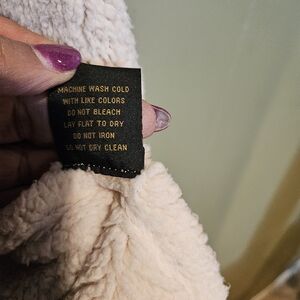 MACHINE WASH COLD
WITH LIKE COLORS
DO NOT BLEACH
LAY FLAT TO DRY
DO NOT IRON
DO NOT DRY CLEAN